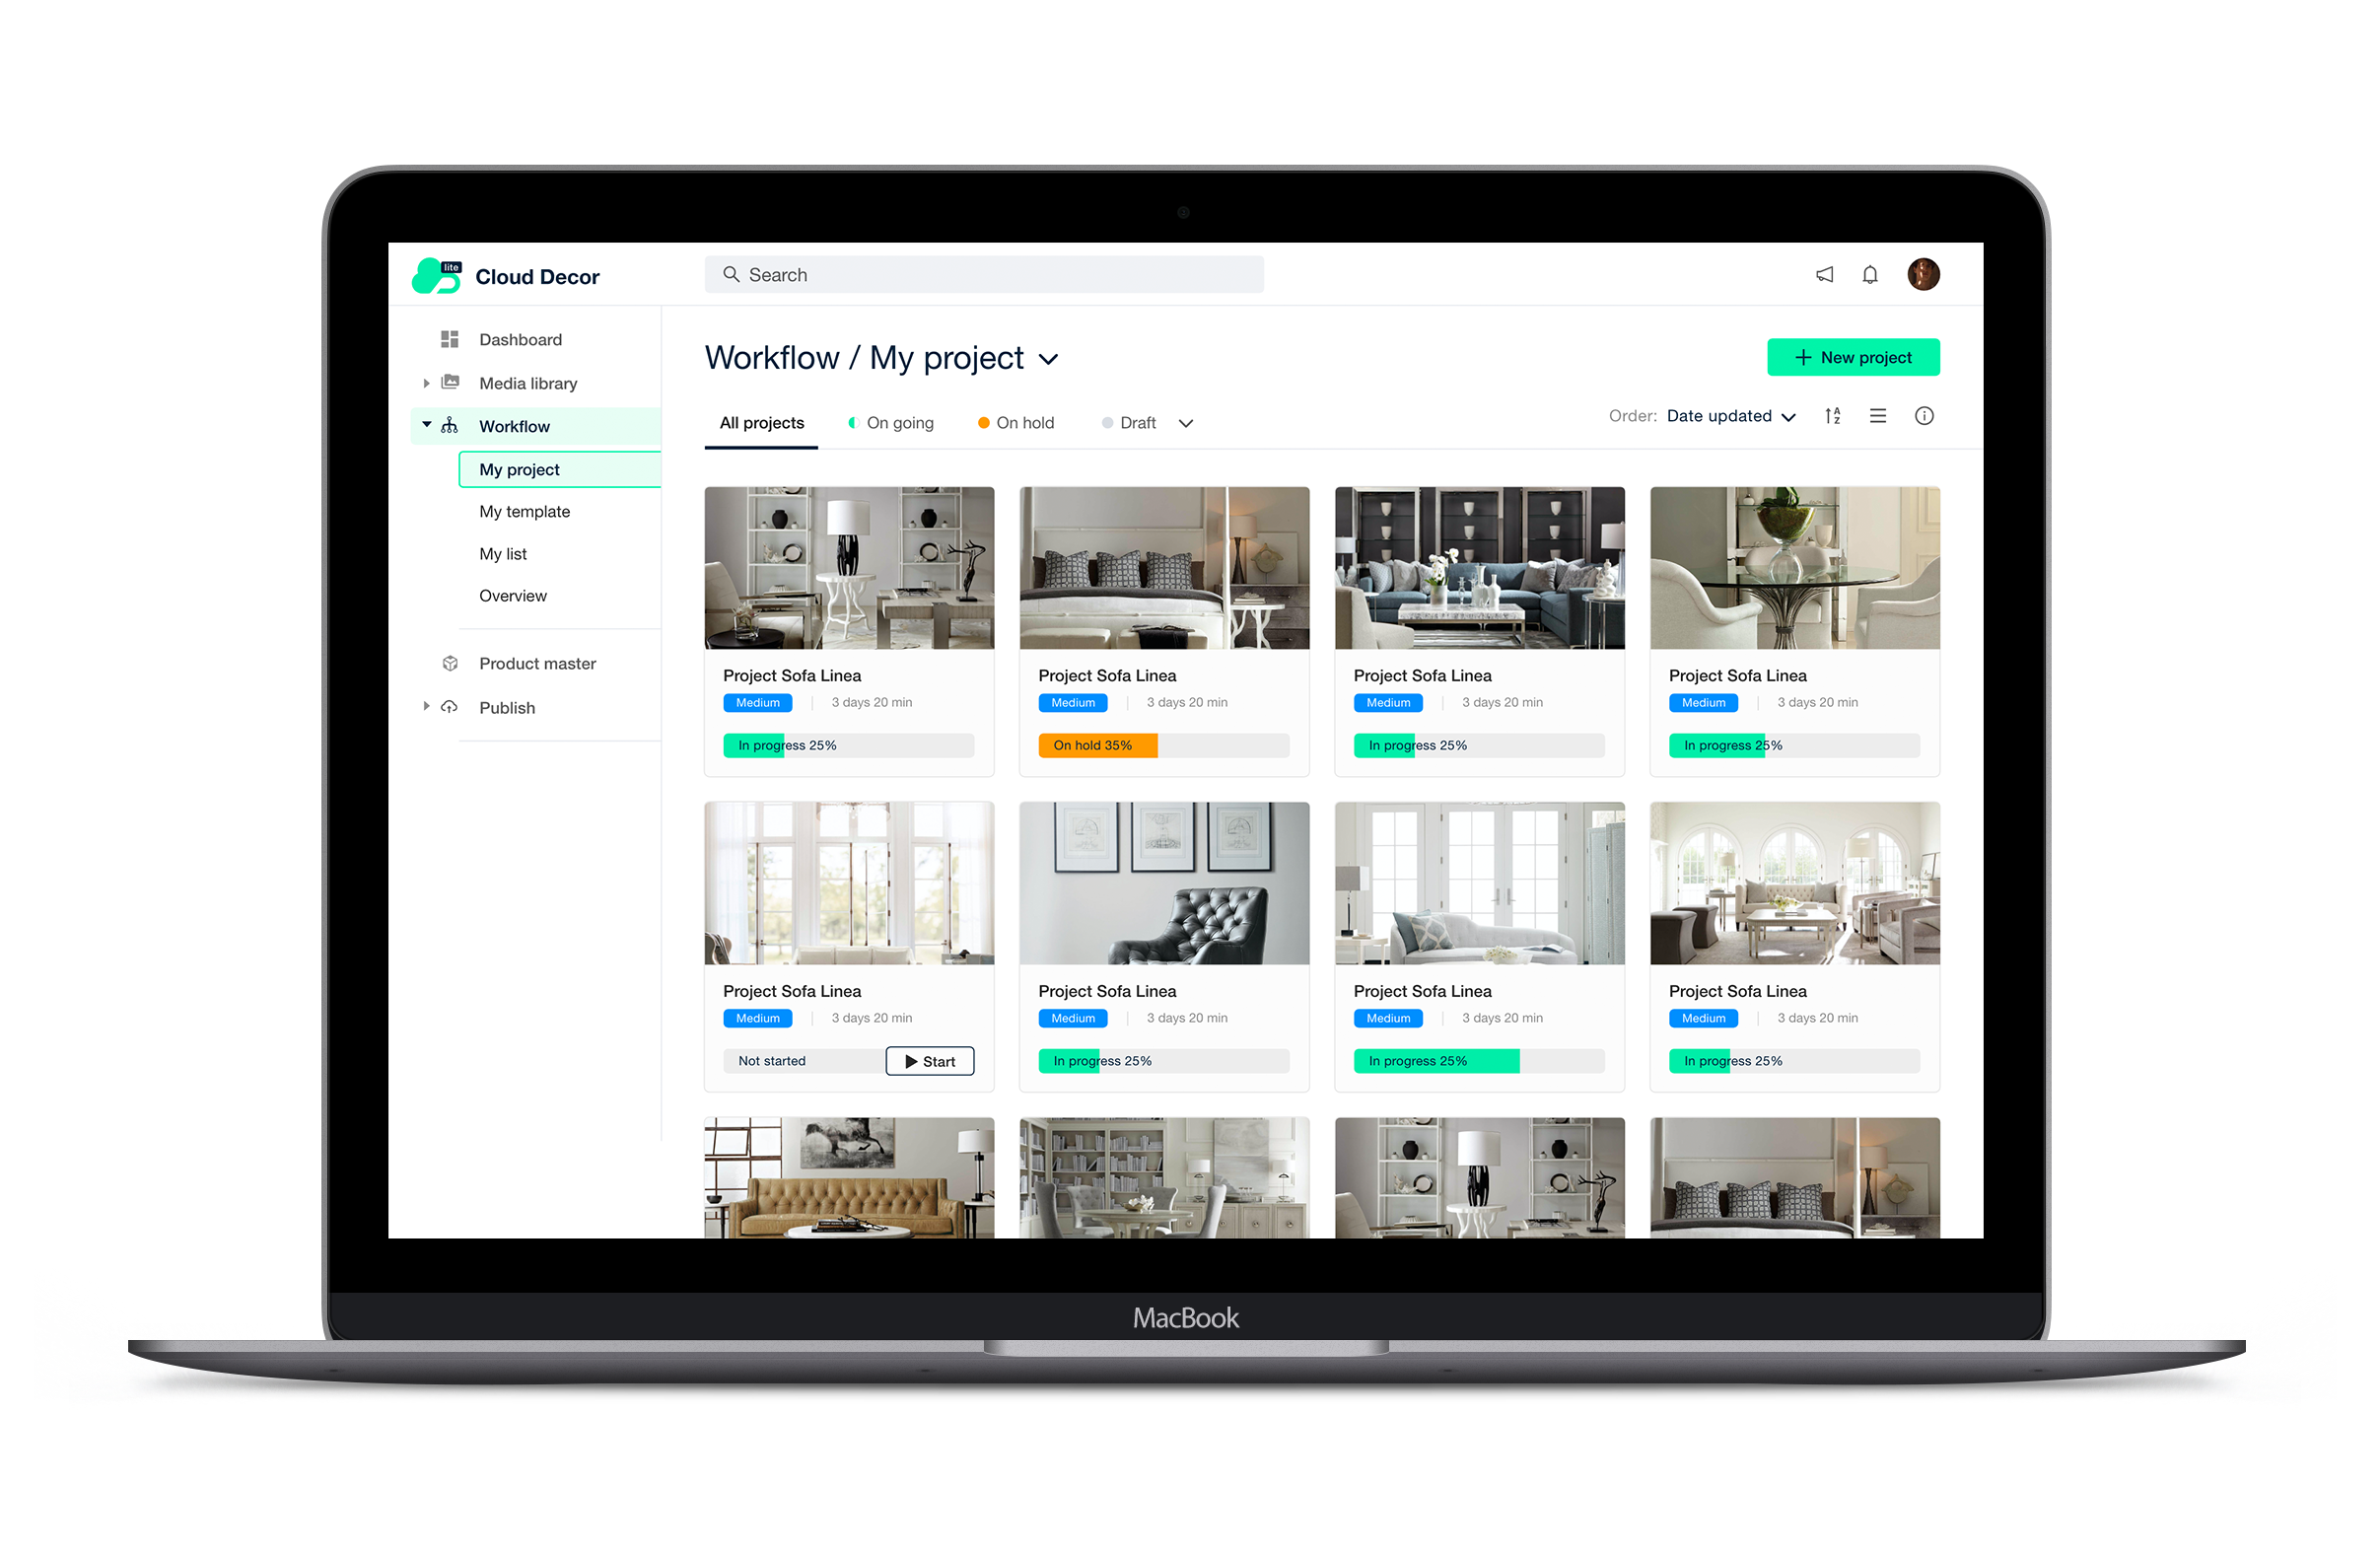 lite
Cloud Decor
Search
Dashboard
Media library
Workflow
My project
My template
My list
Overview
Product master
Publish
Workflow / My project
New project
All projects On going On hold Draft
Order: Date updated A Z
Project Sofa Linea
Medium 3 days 20 min
In progress 25%
Project Sofa Linea
Medium 3 days 20 min
On hold 35%
Project Sofa Linea
Medium 3 days 20 min
In progress 25%
Project Sofa Linea
Medium 3 days 20 min
In progress 25%
Project Sofa Linea
Medium 3 days 20 min
Not started Start
Project Sofa Linea
Medium 3 days 20 min
In progress 25%
Project Sofa Linea
Medium 3 days 20 min
In progress 25%
Project Sofa Linea
Medium 3 days 20 min
In progress 25%
MacBook